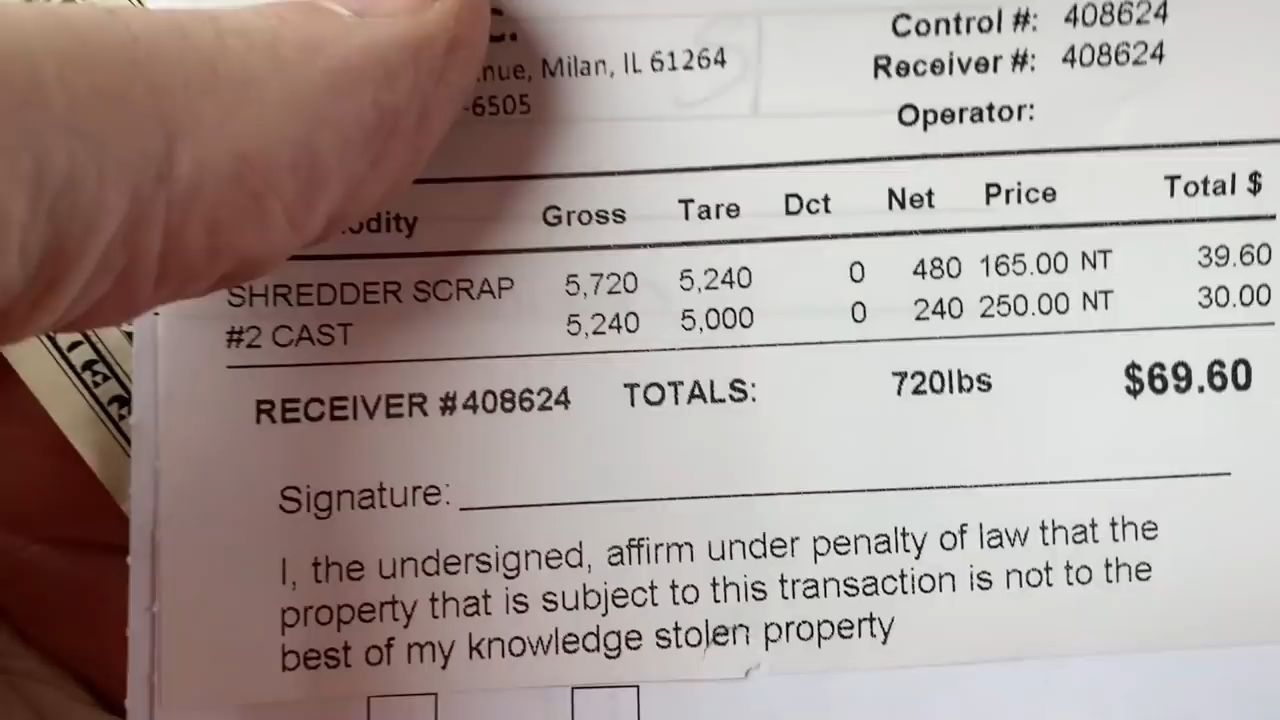 C.
nue, Milan, IL 61264
-6505
Control #: 408624
Receiver #: 408624
Operator:
odity Gross Tare Dct Net Price Total $
SHREDDER SCRAP 5,720 5,240 0 480 165.00 NT 39.60
#2 CAST 5,240 5,000 0 240 250.00 NT 30.00
RECEIVER #408624 TOTALS: 720lbs $69.60
Signature:
I, the undersigned, affirm under penalty of law that the
property that is subject to this transaction is not to the
best of my knowledge stolen property